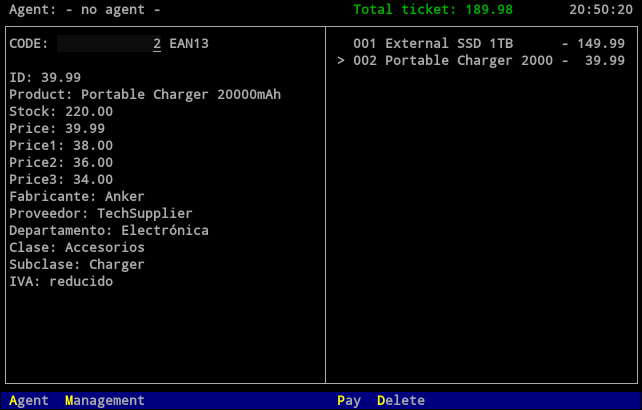 Agent: - no agent -
Total ticket: 189.98
20:50:20
CODE: 2 EAN13
ID: 39.99
Product: Portable Charger 20000mAh
Stock: 220.00
Price: 39.99
Price1: 38.00
Price2: 36.00
Price3: 34.00
Fabricante: Anker
Proveedor: TechSupplier
Departamento: Electrónica
Clase: Accesorios
Subclase: Charger
IVA: reducido
001 External SSD 1TB - 149.99
> 002 Portable Charger 2000 - 39.99
Agent Management
Pay Delete